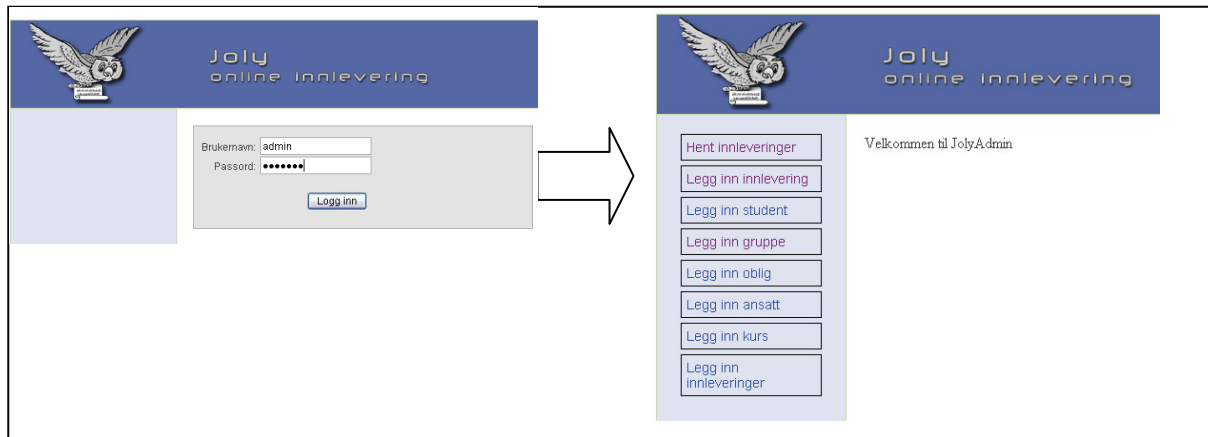 Joly
online innlevering
Brukernavn: admin
Passord: •••••••
Logg inn
Joly
online innlevering
Hent innleveringer
Legg inn innlevering
Legg inn student
Legg inn gruppe
Legg inn oblig
Legg inn ansatt
Legg inn kurs
Legg inn
innleveringer
Velkommen til JolyAdmin